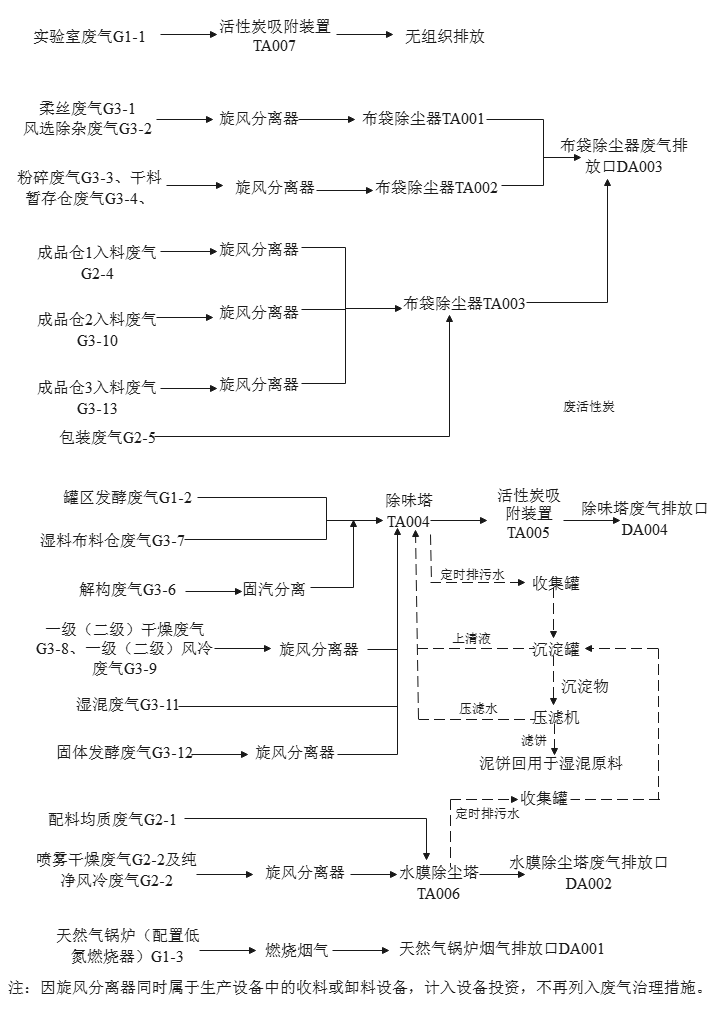 实验室废气G1-1
活性炭吸附装置
TA007
无组织排放
柔丝废气G3-1
风选除杂废气G3-2
旋风分离器
布袋除尘器TA001
布袋除尘器废气排
放口DA003
粉碎废气G3-3、干料
暂存仓废气G3-4、
旋风分离器
布袋除尘器TA002
成品仓1入料废气
G2-4
旋风分离器
布袋除尘器TA003
成品仓2入料废气
G3-10
旋风分离器
成品仓3入料废气
G3-13
旋风分离器
废活性炭
包装废气G2-5
罐区发酵废气G1-2
除味塔
TA004
活性炭吸
附装置
TA005
除味塔废气排放口
DA004
湿料布料仓废气G3-7
解构废气G3-6
固汽分离
定时排污水
收集罐
一级（二级）干燥废气
G3-8、一级（二级）风冷
废气G3-9
旋风分离器
上清液
沉淀罐
沉淀物
湿混废气G3-11
压滤水
压滤机
滤饼
固体发酵废气G3-12
旋风分离器
泥饼回用于湿混原料
收集罐
定时排污水
配料均质废气G2-1
喷雾干燥废气G2-2及纯
净风冷废气G2-2
旋风分离器
水膜除尘塔
TA006
水膜除尘塔废气排放口
DA002
天然气锅炉（配置低
氮燃烧器）G1-3
燃烧烟气
天然气锅炉烟气排放口DA001
注：因旋风分离器同时属于生产设备中的收料或卸料设备，计入设备投资，不再列入废气治理措施。